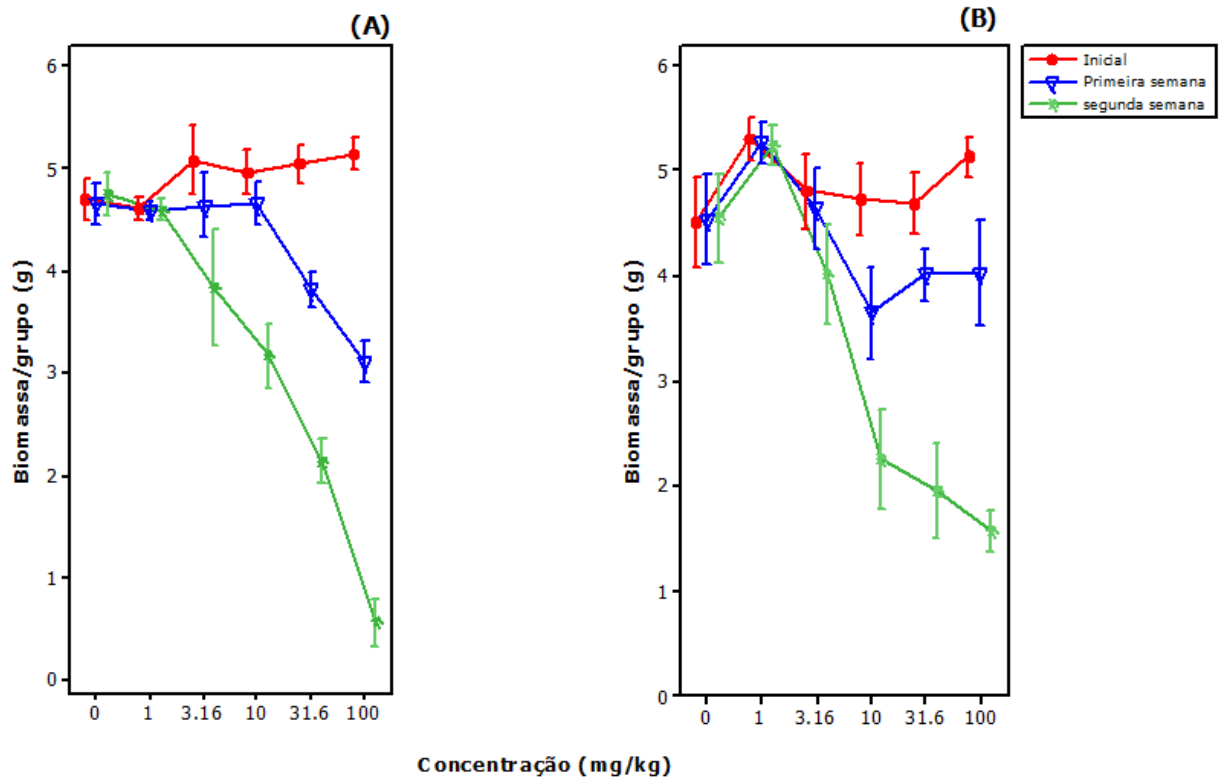 (A)
(B)
Inicial
Primeira semana
segunda semana
Biomassa/grupo (g)
6
5
4
3
2
1
0
0 1 3.16 10 31.6 100
Biomassa/grupo (g)
6
5
4
3
2
1
0
0 1 3.16 10 31.6 100
Concentração (mg/kg)